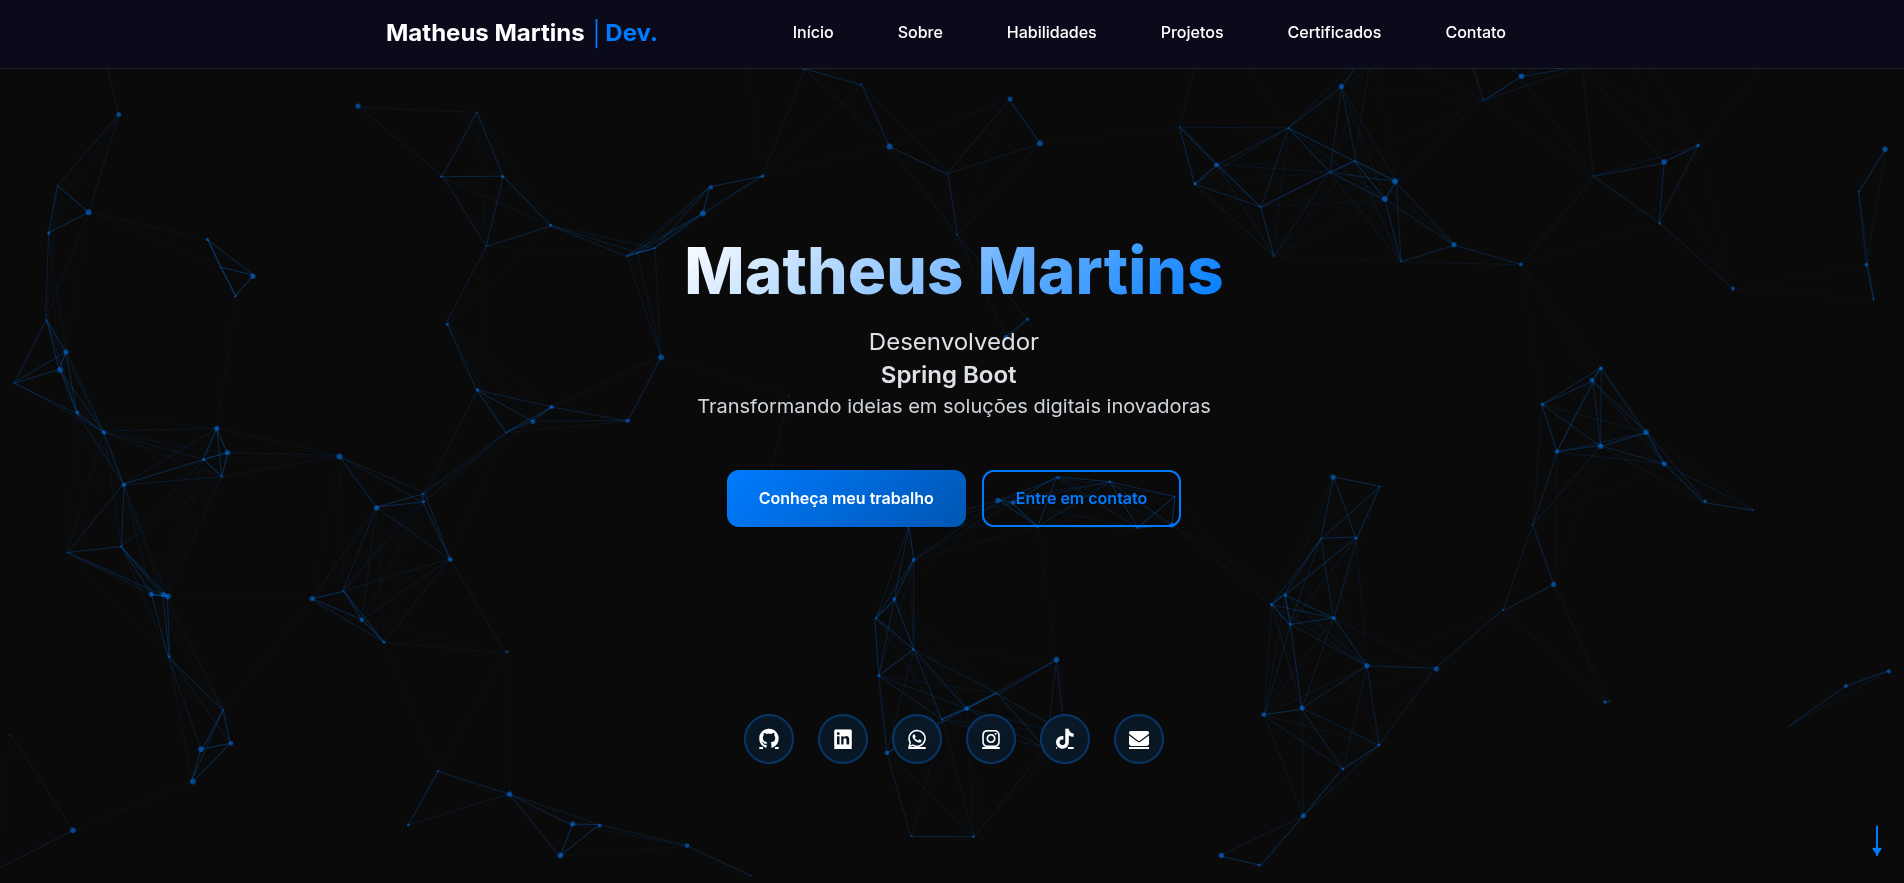 Matheus Martins | Dev.
Início
Sobre
Habilidades
Projetos
Certificados
Contato
Matheus Martins
Desenvolvedor
Spring Boot
Transformando ideias em soluções digitais inovadoras
Conheça meu trabalho
Entre em contato